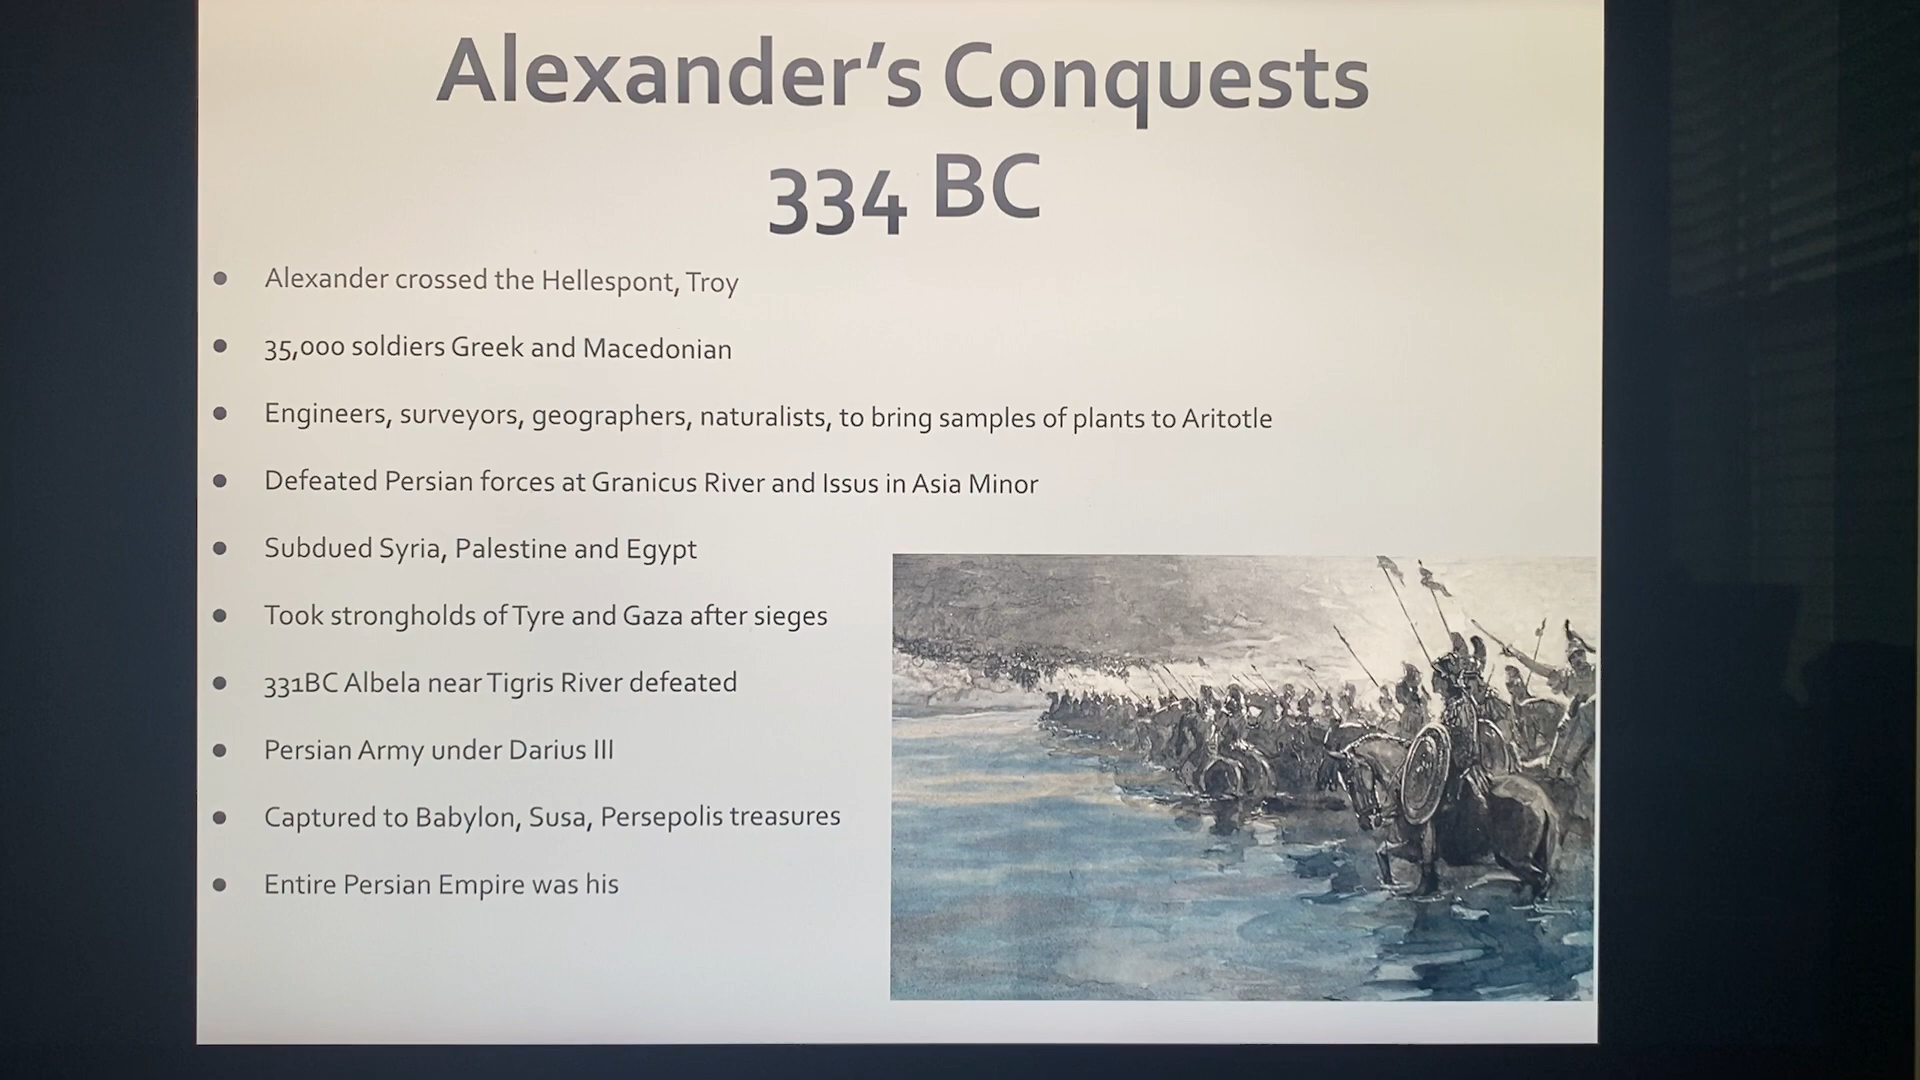 Alexander's Conquests
334 BC
• Alexander crossed the Hellespont, Troy
• 35,000 soldiers Greek and Macedonian
• Engineers, surveyors, geographers, naturalists, to bring samples of plants to Aritotle
• Defeated Persian forces at Granicus River and Issus in Asia Minor
• Subdued Syria, Palestine and Egypt
• Took strongholds of Tyre and Gaza after sieges
• 331BC Albela near Tigris River defeated
• Persian Army under Darius III
• Captured to Babylon, Susa, Persepolis treasures
• Entire Persian Empire was his